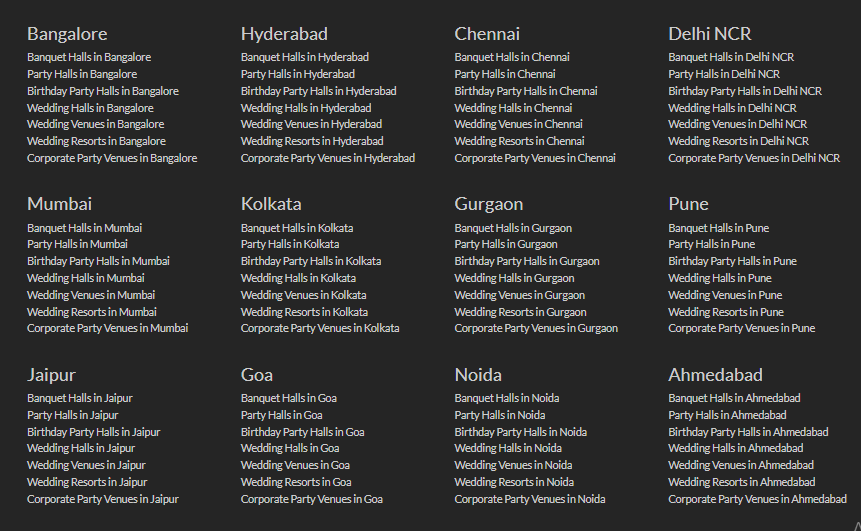 Bangalore
Banquet Halls in Bangalore
Party Halls in Bangalore
Birthday Party Halls in Bangalore
Wedding Halls in Bangalore
Wedding Venues in Bangalore
Wedding Resorts in Bangalore
Corporate Party Venues in Bangalore
Hyderabad
Banquet Halls in Hyderabad
Party Halls in Hyderabad
Birthday Party Halls in Hyderabad
Wedding Halls in Hyderabad
Wedding Venues in Hyderabad
Wedding Resorts in Hyderabad
Corporate Party Venues in Hyderabad
Chennai
Banquet Halls in Chennai
Party Halls in Chennai
Birthday Party Halls in Chennai
Wedding Halls in Chennai
Wedding Venues in Chennai
Wedding Resorts in Chennai
Corporate Party Venues in Chennai
Delhi NCR
Banquet Halls in Delhi NCR
Party Halls in Delhi NCR
Birthday Party Halls in Delhi NCR
Wedding Halls in Delhi NCR
Wedding Venues in Delhi NCR
Wedding Resorts in Delhi NCR
Corporate Party Venues in Delhi NCR
Mumbai
Banquet Halls in Mumbai
Party Halls in Mumbai
Birthday Party Halls in Mumbai
Wedding Halls in Mumbai
Wedding Venues in Mumbai
Wedding Resorts in Mumbai
Corporate Party Venues in Mumbai
Kolkata
Banquet Halls in Kolkata
Party Halls in Kolkata
Birthday Party Halls in Kolkata
Wedding Halls in Kolkata
Wedding Venues in Kolkata
Wedding Resorts in Kolkata
Corporate Party Venues in Kolkata
Gurgaon
Banquet Halls in Gurgaon
Party Halls in Gurgaon
Birthday Party Halls in Gurgaon
Wedding Halls in Gurgaon
Wedding Venues in Gurgaon
Wedding Resorts in Gurgaon
Corporate Party Venues in Gurgaon
Pune
Banquet Halls in Pune
Party Halls in Pune
Birthday Party Halls in Pune
Wedding Halls in Pune
Wedding Venues in Pune
Wedding Resorts in Pune
Corporate Party Venues in Pune
Jaipur
Banquet Halls in Jaipur
Party Halls in Jaipur
Birthday Party Halls in Jaipur
Wedding Halls in Jaipur
Wedding Venues in Jaipur
Wedding Resorts in Jaipur
Corporate Party Venues in Jaipur
Goa
Banquet Halls in Goa
Party Halls in Goa
Birthday Party Halls in Goa
Wedding Halls in Goa
Wedding Venues in Goa
Wedding Resorts in Goa
Corporate Party Venues in Goa
Noida
Banquet Halls in Noida
Party Halls in Noida
Birthday Party Halls in Noida
Wedding Halls in Noida
Wedding Venues in Noida
Wedding Resorts in Noida
Corporate Party Venues in Noida
Ahmedabad
Banquet Halls in Ahmedabad
Party Halls in Ahmedabad
Birthday Party Halls in Ahmedabad
Wedding Halls in Ahmedabad
Wedding Venues in Ahmedabad
Wedding Resorts in Ahmedabad
Corporate Party Venues in Ahmedabad